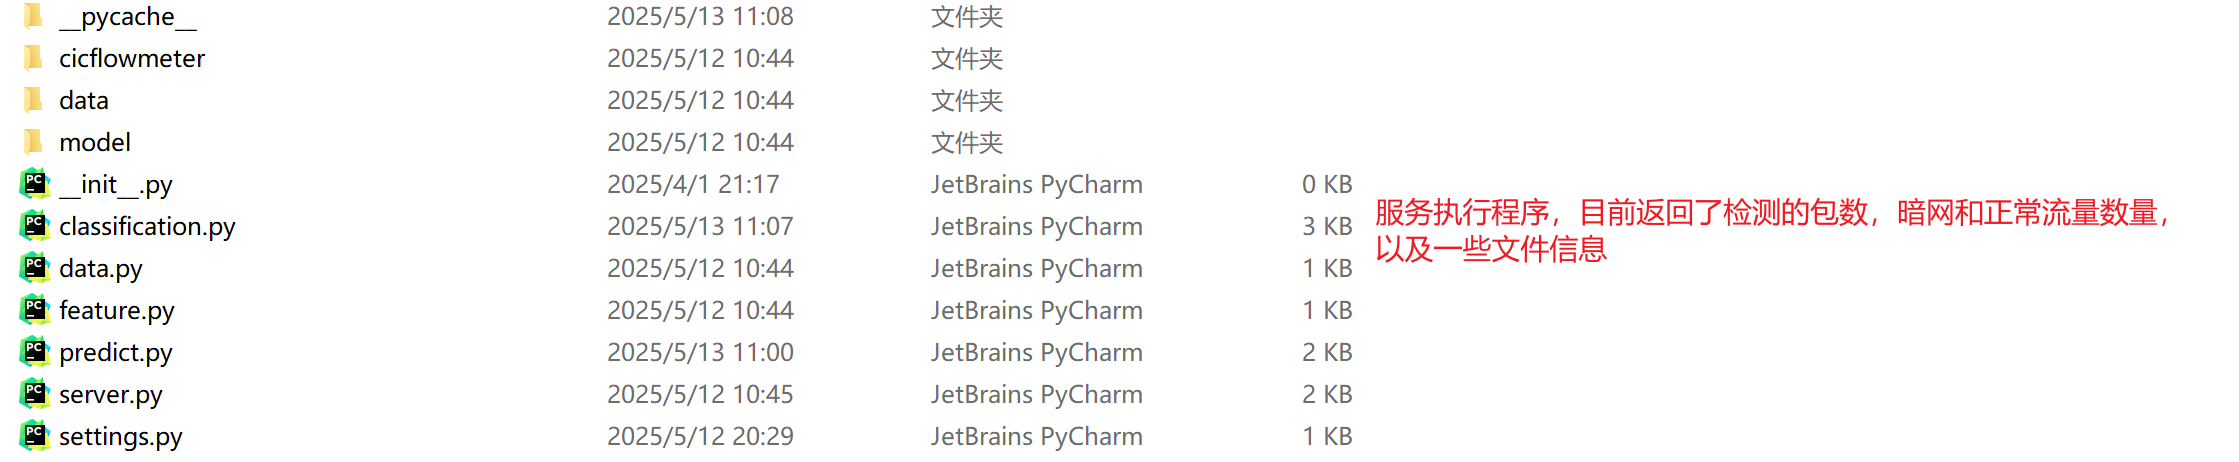 __pycache__ 2025/5/13 11:08 文件夹
cicflowmeter 2025/5/12 10:44 文件夹
data 2025/5/12 10:44 文件夹
model 2025/5/12 10:44 文件夹
__init__.py 2025/4/1 21:17 JetBrains PyCharm 0 KB
classification.py 2025/5/13 11:07 JetBrains PyCharm 3 KB
服务执行程序，目前返回了检测的包数，暗网和正常流量数量，
以及一些文件信息
data.py 2025/5/12 10:44 JetBrains PyCharm 1 KB
feature.py 2025/5/12 10:44 JetBrains PyCharm 1 KB
predict.py 2025/5/13 11:00 JetBrains PyCharm 2 KB
server.py 2025/5/12 10:45 JetBrains PyCharm 2 KB
settings.py 2025/5/12 20:29 JetBrains PyCharm 1 KB